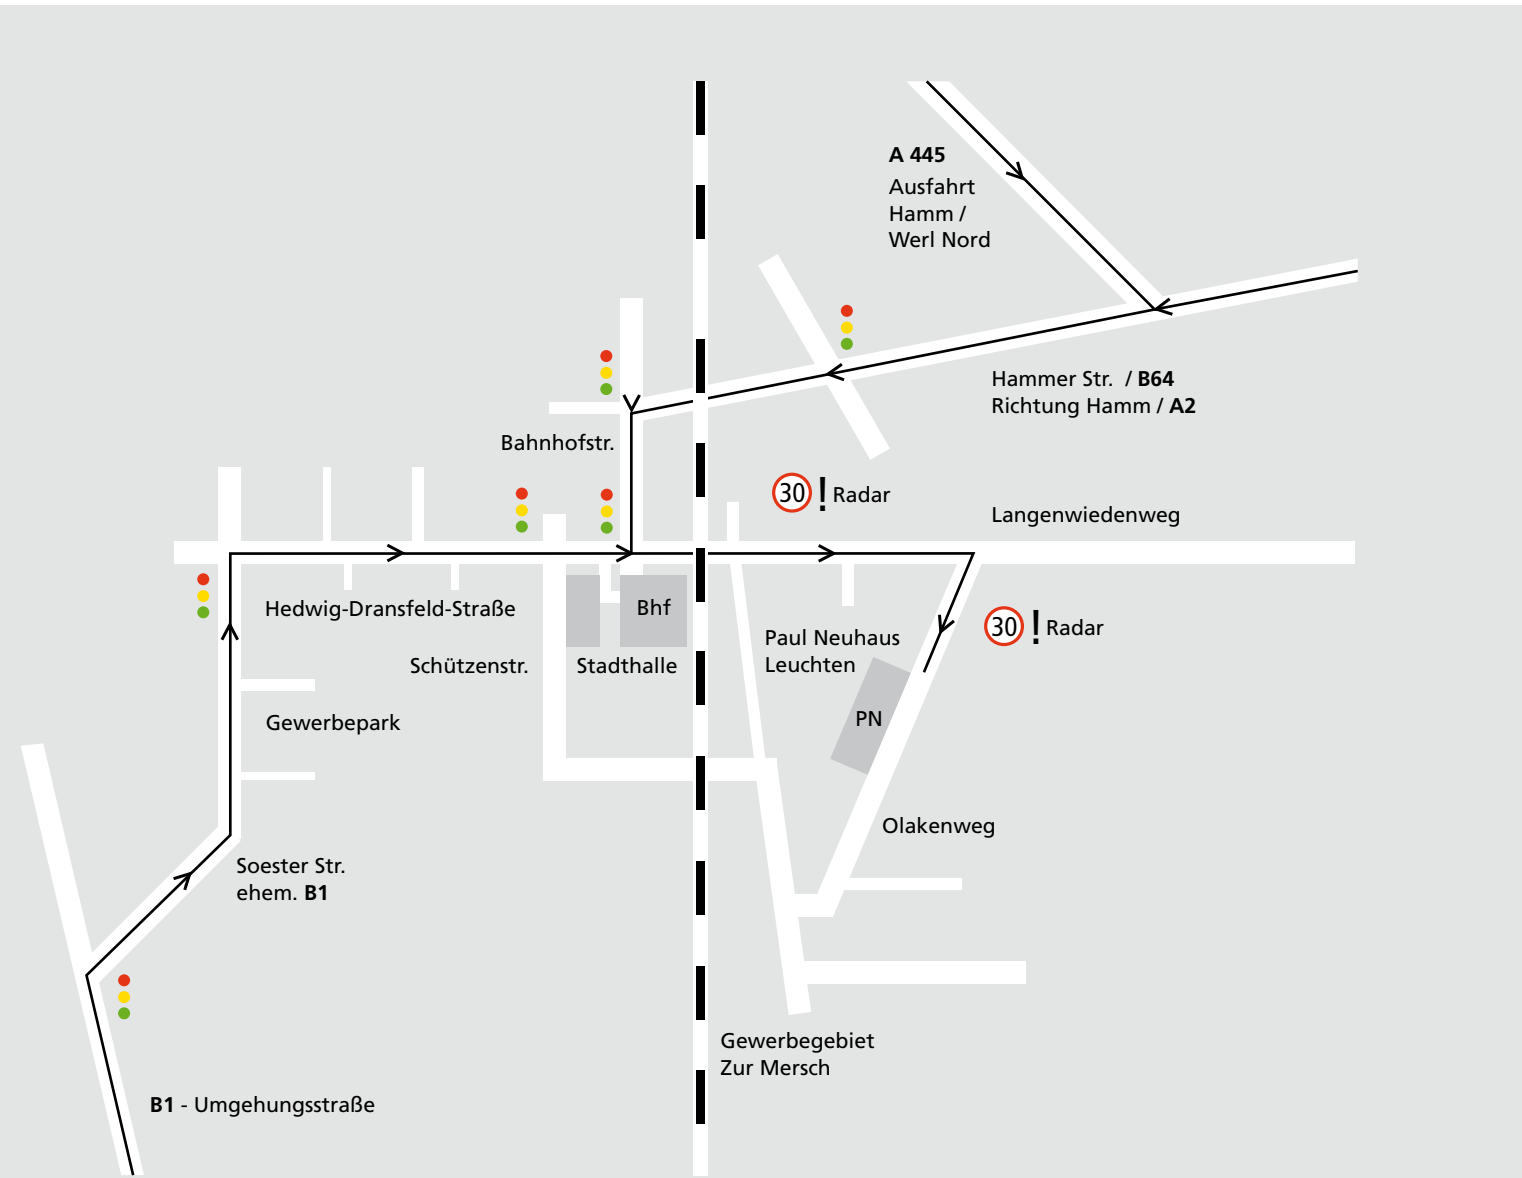 A 445
Ausfahrt
Hamm /
Werl Nord
Hammer Str. / B64
Richtung Hamm / A2
Bahnhofstr.
30 ! Radar
Langenwiedenweg
Hedwig-Dransfeld-Straße
Bhf
30 ! Radar
Paul Neuhaus
Leuchten
Schützenstr.
Stadthalle
PN
Gewerbepark
Olakenweg
Soester Str.
ehem. B1
Gewerbegebiet
Zur Mersch
B1 - Umgehungsstraße